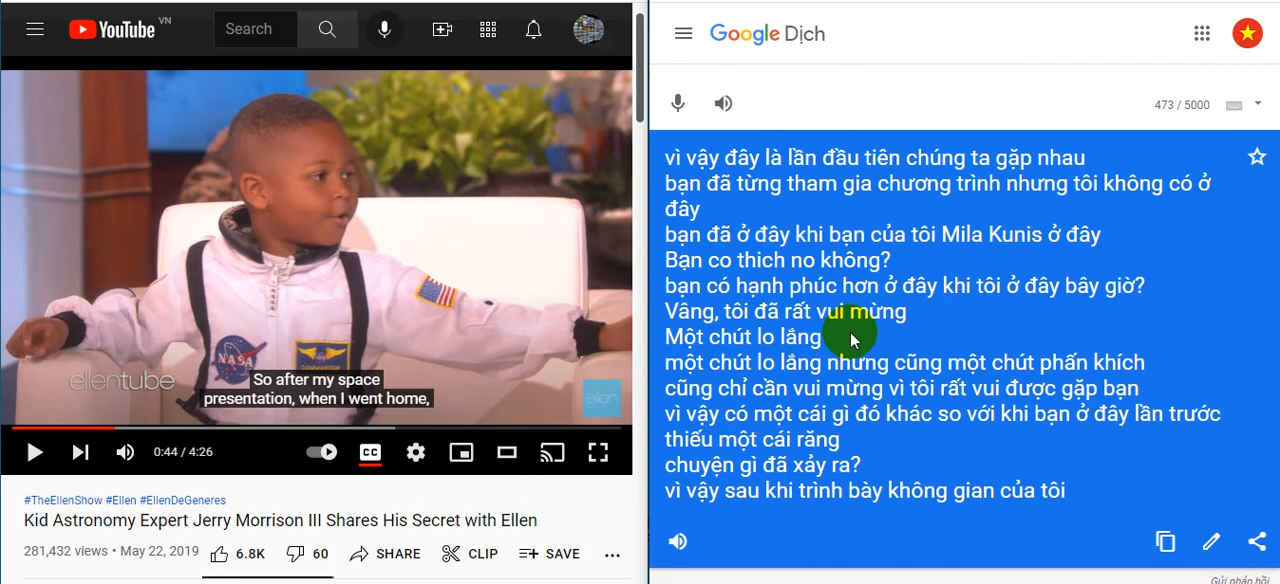 YouTube VN
Search
ellentube
NASA
COMMANDER
So after my space
presentation, when I went home,
ellen
CC
0:44 / 4:26
#TheEllenShow #Ellen #EllenDeGeneres
Kid Astronomy Expert Jerry Morrison III Shares His Secret with Ellen
281,432 views • May 22, 2019 6.8K 60 SHARE CLIP SAVE ...
Google Dịch
473 / 5000
vì vậy đây là lần đầu tiên chúng ta gặp nhau
bạn đã từng tham gia chương trình nhưng tôi không có ở
đây
bạn đã ở đây khi bạn của tôi Mila Kunis ở đây
Bạn co thich no không?
bạn có hạnh phúc hơn ở đây khi tôi ở đây bây giờ?
Vâng, tôi đã rất vui mừng
Một chút lo lắng
một chút lo lắng nhưng cũng một chút phấn khích
cũng chỉ cần vui mừng vì tôi rất vui được gặp bạn
vì vậy có một cái gì đó khác so với khi bạn ở đây lần trước
thiếu một cái răng
chuyện gì đã xảy ra?
vì vậy sau khi trình bày không gian của tôi
Gửi phản hồi